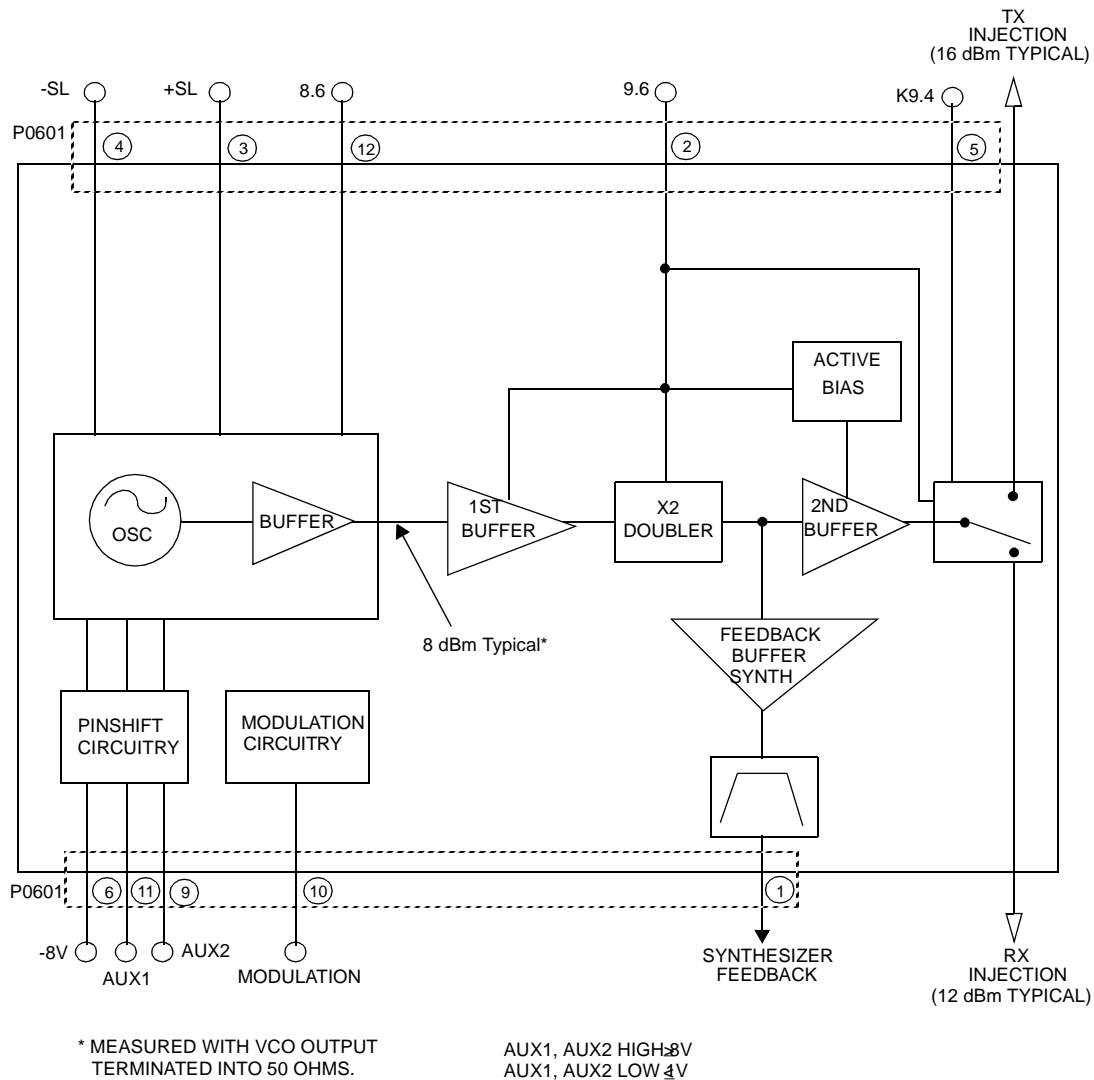 TX
INJECTION
(16 dBm TYPICAL)
-SL
+SL
8.6
9.6
K9.4
P0601
4
3
12
2
5
ACTIVE
BIAS
OSC
BUFFER
1ST
BUFFER
X2
DOUBLER
2ND
BUFFER
8 dBm Typical*
FEEDBACK
BUFFER
SYNTH
PINSHIFT
CIRCUITRY
MODULATION
CIRCUITRY
P0601
6
11
9
10
1
-8V
AUX1
AUX2
MODULATION
SYNTHESIZER
FEEDBACK
RX
INJECTION
(12 dBm TYPICAL)
* MEASURED WITH VCO OUTPUT
TERMINATED INTO 50 OHMS.
AUX1, AUX2 HIGH ≥8V
AUX1, AUX2 LOW ≤1V